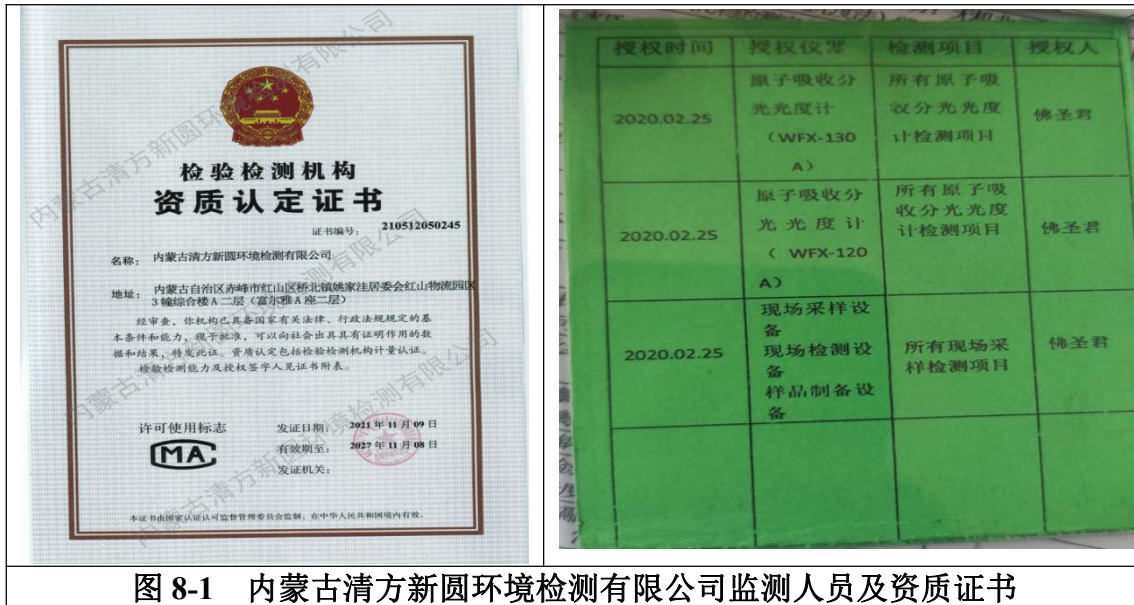 检验检测机构
资质认定证书
证书编号： 210512050245
名称： 内蒙古清方新圆环境检测有限公司
地址： 内蒙古自治区赤峰市红山区桥北镇姚家洼居委会红山物流园区
3幢综合楼A二层（富尔雅A座二层）
经审查，你机构已具备国家有关法律、行政法规规定的基
本条件和能力，现予批准，可以向社会出具具有证明作用的数
据和结果，特发此证。资质认定包括检验检测机构计量认证。
检验检测能力及授权签字人见证书附表。
许可使用标志
MA
发证日期： 2021年11月09日
有效期至： 2027年11月08日
发证机关：
本证书由国家认证认可监督管理委员会监制，在中华人民共和国境内有效。
内蒙古清方新圆环境检测有限公司
授权时间 授权仪器 检测项目 授权人
2020.02.25 原子吸收分 所有原子吸 佛圣君
光光度计 收分光光度
（WFX-130 计检测项目
A）
2020.02.25 原子吸收分 所有原子吸 佛圣君
光光度计 收分光光度
（WFX-120 计检测项目
A）
2020.02.25 现场采样设 所有现场采 佛圣君
备 样检测项目
现场检测设
备
样品制备设
备
图 8-1 内蒙古清方新圆环境检测有限公司监测人员及资质证书